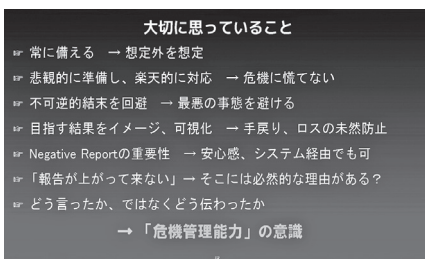 大切に思っていること
☞ 常に備える → 想定外を想定
☞ 悲観的に準備し、楽天的に対応 → 危機に慌てない
☞ 不可逆的結末を回避 → 最悪の事態を避ける
☞ 目指す結果をイメージ、可視化 → 手戻り、ロスの未然防止
☞ Negative Reportの重要性 → 安心感、システム経由でも可
☞ 「報告が上がって来ない」→ そこには必然的な理由がある？
☞ どう言ったか、ではなくどう伝わったか
→ 「危機管理能力」の意識